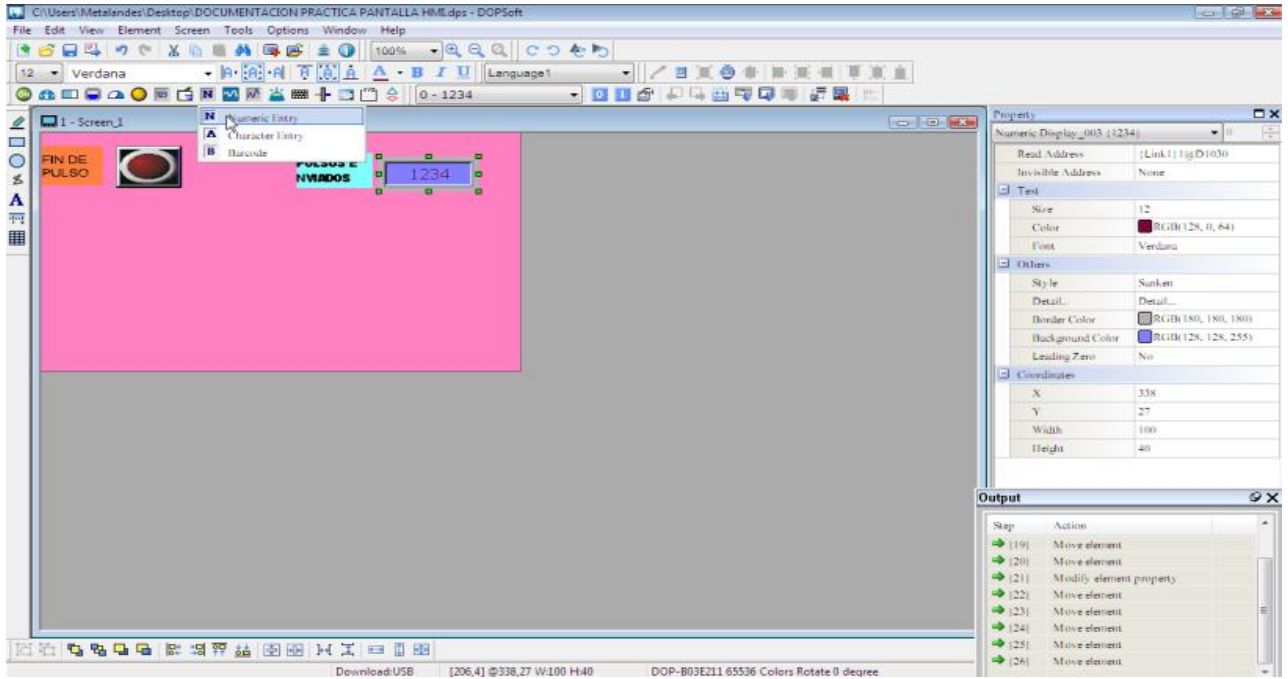 C:\Users\Metalandes\Desktop\DOCUMENTACION PRACTICA PANTALLA HMI.dps - DOPSoft
File Edit View Element Screen Tools Options Window Help
100%
12 Verdana A B I U Language1
N 0 - 1234 0 1
1 - Screen_1
N Numeric Entry
A Character Entry
B Barcode
FIN DE
PULSO
PULSOS E
NVIADOS
1234
A
Property
Numeric Display_003 {1234} 0
Read Address {Link1}1@D1030
Invisible Address None
Text
Size 12
Color RGB(128, 0, 64)
Font Verdana
Others
Style Sunken
Detail... Detail...
Border Color RGB(180, 180, 180)
Background Color RGB(128, 128, 255)
Leading Zero No
Coordinates
X 338
Y 27
Width 100
Height 40
Output
Step Action
[19] Move element
[20] Move element
[21] Modify element property
[22] Move element
[23] Move element
[24] Move element
[25] Move element
[26] Move element
Download:USB [206,4] @338,27 W:100 H:40 DOP-B03E211 65536 Colors Rotate 0 degree